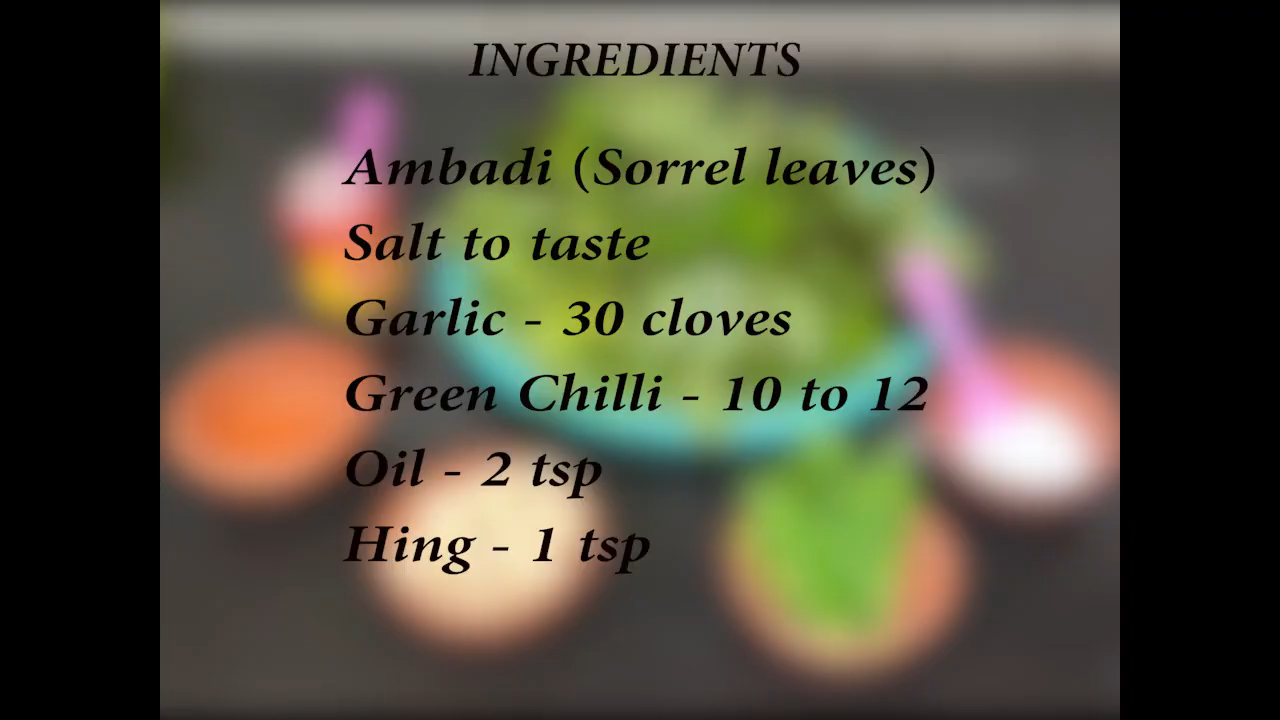 INGREDIENTS
Ambadi (Sorrel leaves)
Salt to taste
Garlic - 30 cloves
Green Chilli - 10 to 12
Oil - 2 tsp
Hing - 1 tsp